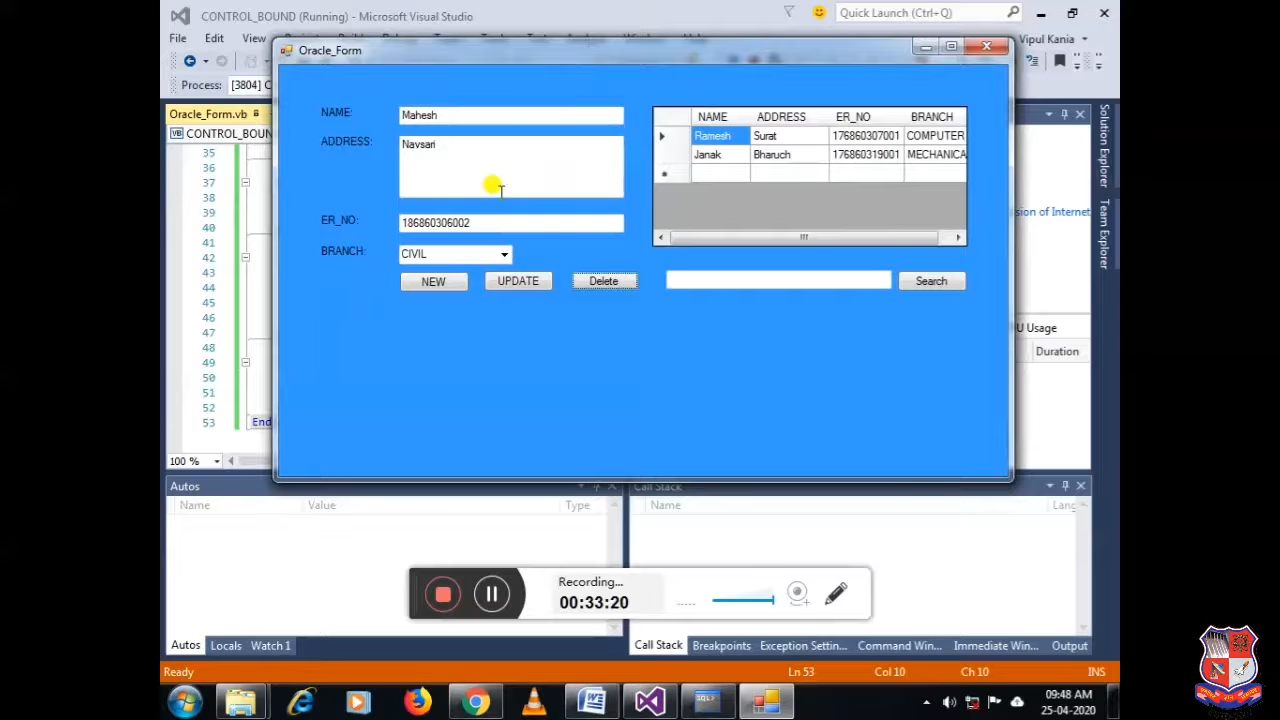 CONTROL_BOUND (Running) - Microsoft Visual Studio
Quick Launch (Ctrl+Q)
File Edit View
Vipul Kania
Oracle_Form
Process: [3804] C
Oracle_Form.vb
CONTROL_BOUN
NAME: Mahesh
ADDRESS: Navsari
ER_NO: 186860306002
BRANCH: CIVIL
NEW UPDATE Delete
NAME ADDRESS ER_NO BRANCH
Ramesh Surat 176860307001 COMPUTER
Janak Bharuch 176860319001 MECHANICA
Search
35
36
37
38
39
40
41
42
43
44
45
46
47
48
49
50
51
52
53 End
100 %
Solution Explorer
Team Explorer
sion of Internet
U Usage
Duration
Autos
Name Value Type
Call Stack
Name Lang
Recording...
00:33:20
Autos Locals Watch 1
Call Stack Breakpoints Exception Settin... Command Win... Immediate Win... Output
Ready Ln 53 Col 10 Ch 10 INS
09:48 AM
25-04-2020